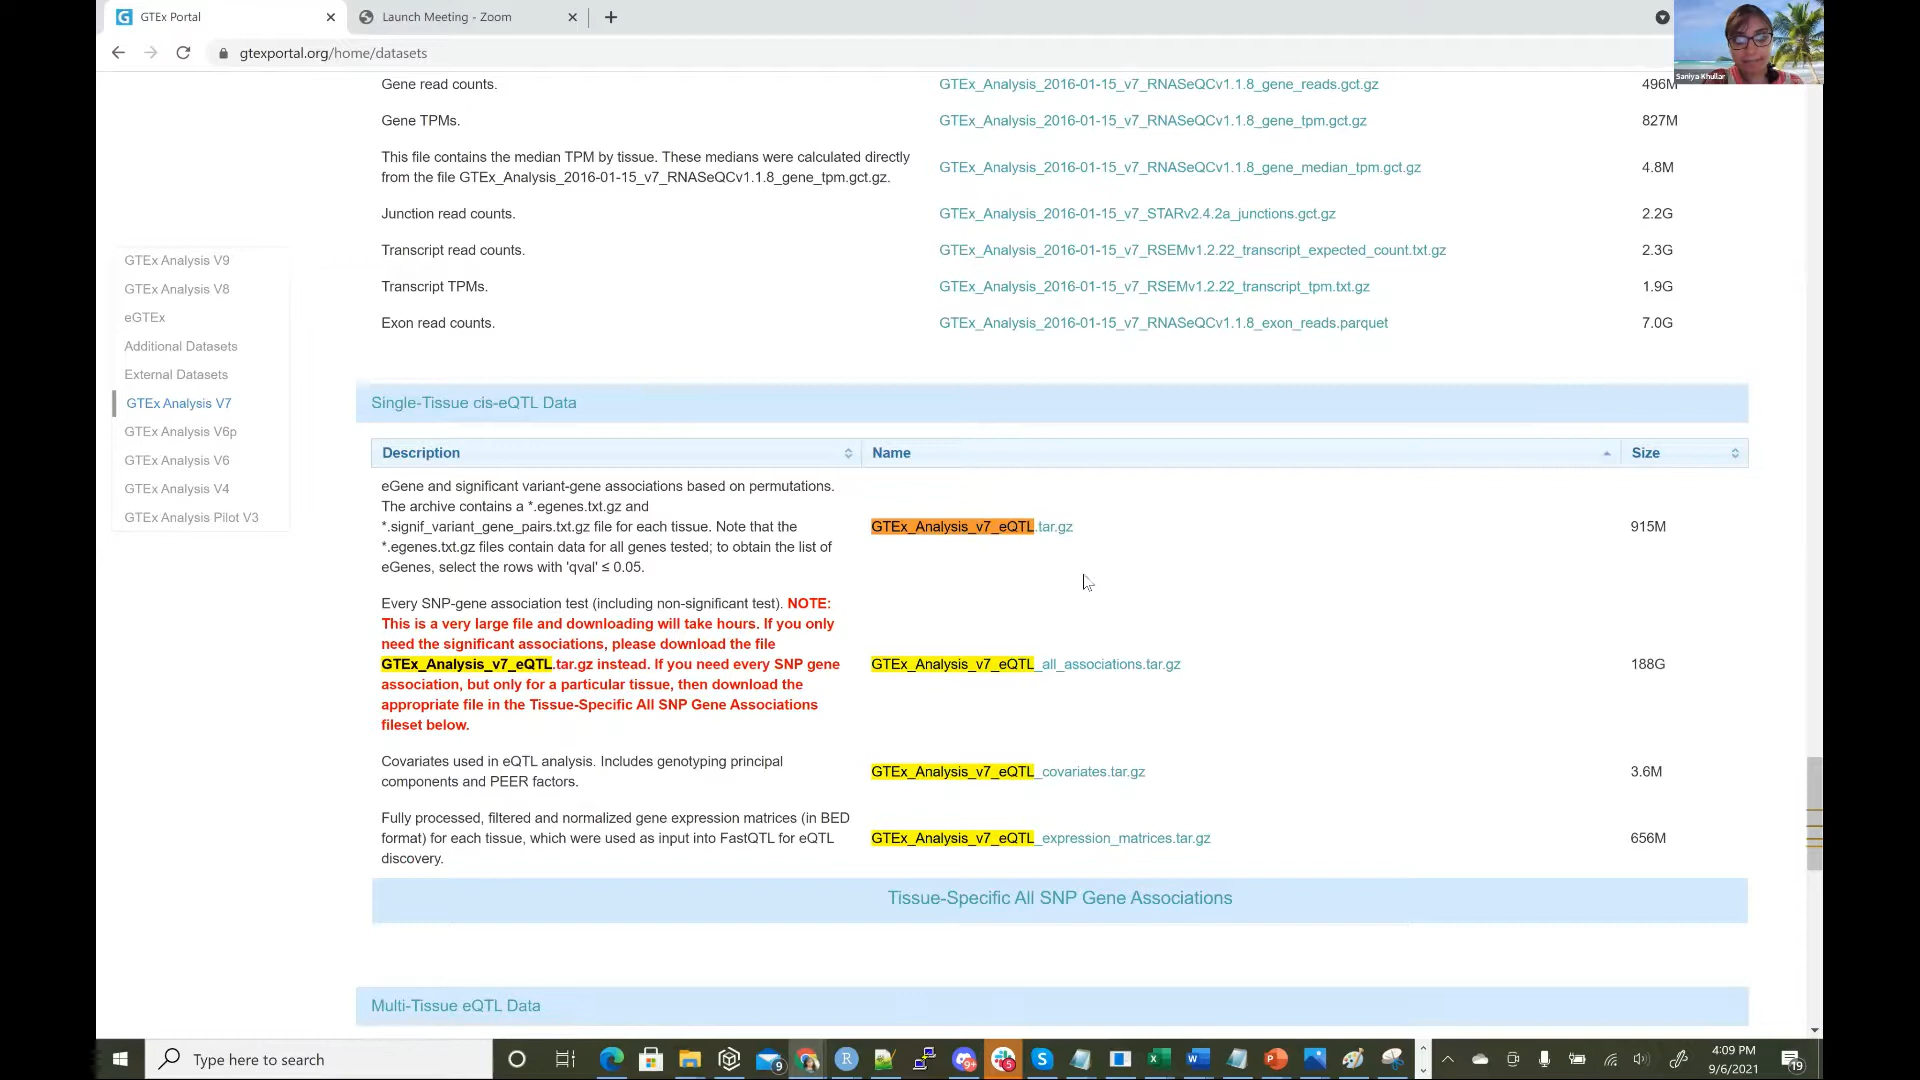 GTEx Portal
Launch Meeting - Zoom
gtexportal.org/home/datasets
Saniya Khullar
Gene read counts. GTEx_Analysis_2016-01-15_v7_RNASeQCv1.1.8_gene_reads.gct.gz 496M
Gene TPMs. GTEx_Analysis_2016-01-15_v7_RNASeQCv1.1.8_gene_tpm.gct.gz 827M
This file contains the median TPM by tissue. These medians were calculated directly
from the file GTEx_Analysis_2016-01-15_v7_RNASeQCv1.1.8_gene_tpm.gct.gz.
GTEx_Analysis_2016-01-15_v7_RNASeQCv1.1.8_gene_median_tpm.gct.gz 4.8M
Junction read counts. GTEx_Analysis_2016-01-15_v7_STARv2.4.2a_junctions.gct.gz 2.2G
Transcript read counts. GTEx_Analysis_2016-01-15_v7_RSEMv1.2.22_transcript_expected_count.txt.gz 2.3G
Transcript TPMs. GTEx_Analysis_2016-01-15_v7_RSEMv1.2.22_transcript_tpm.txt.gz 1.9G
Exon read counts. GTEx_Analysis_2016-01-15_v7_RNASeQCv1.1.8_exon_reads.parquet 7.0G
GTEx Analysis V9
GTEx Analysis V8
eGTEx
Additional Datasets
External Datasets
GTEx Analysis V7
GTEx Analysis V6p
GTEx Analysis V6
GTEx Analysis V4
GTEx Analysis Pilot V3
Single-Tissue cis-eQTL Data
Description Name Size
eGene and significant variant-gene associations based on permutations.
The archive contains a *.egenes.txt.gz and
*.signif_variant_gene_pairs.txt.gz file for each tissue. Note that the
*.egenes.txt.gz files contain data for all genes tested; to obtain the list of
eGenes, select the rows with 'qval' ≤ 0.05.
GTEx_Analysis_v7_eQTL.tar.gz 915M
Every SNP-gene association test (including non-significant test). NOTE:
This is a very large file and downloading will take hours. If you only
need the significant associations, please download the file
GTEx_Analysis_v7_eQTL.tar.gz instead. If you need every SNP gene
association, but only for a particular tissue, then download the
appropriate file in the Tissue-Specific All SNP Gene Associations
fileset below.
GTEx_Analysis_v7_eQTL_all_associations.tar.gz 188G
Covariates used in eQTL analysis. Includes genotyping principal
components and PEER factors.
GTEx_Analysis_v7_eQTL_covariates.tar.gz 3.6M
Fully processed, filtered and normalized gene expression matrices (in BED
format) for each tissue, which were used as input into FastQTL for eQTL
discovery.
GTEx_Analysis_v7_eQTL_expression_matrices.tar.gz 656M
Tissue-Specific All SNP Gene Associations
Multi-Tissue eQTL Data
Type here to search
4:09 PM
9/6/2021
19